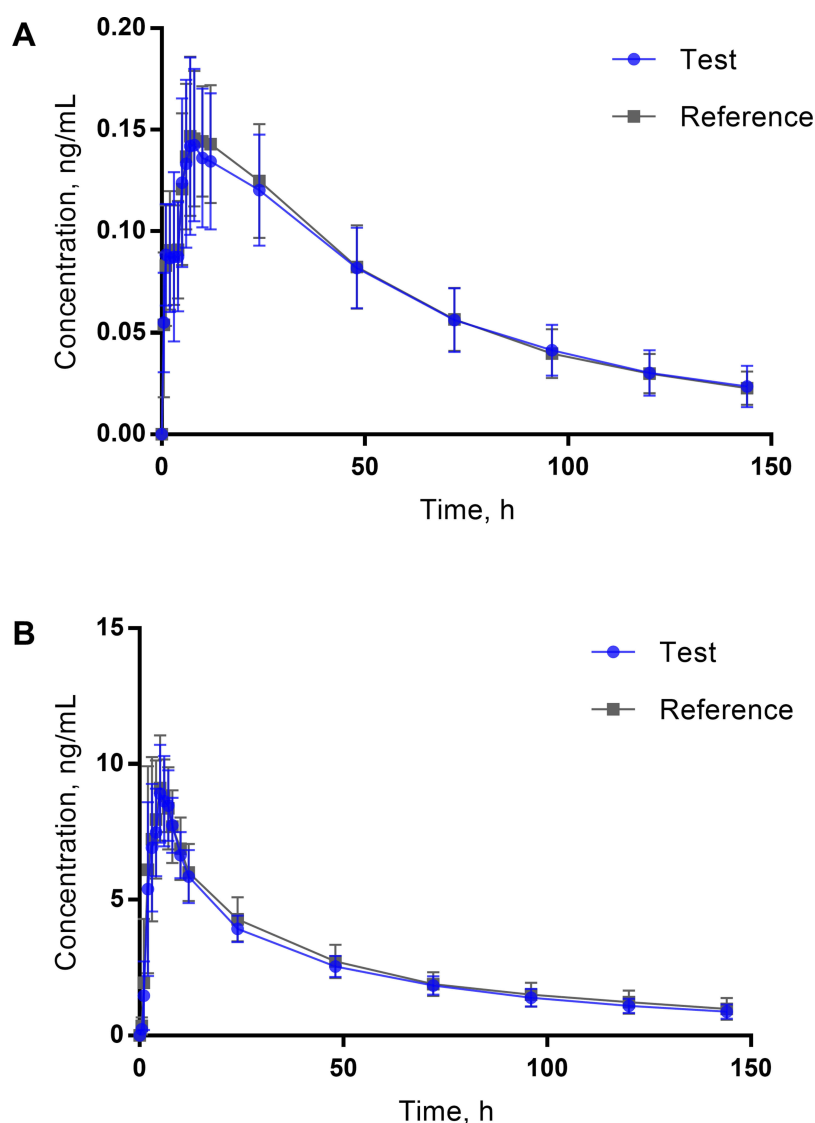 A
Concentration, ng/mL
0.20
0.15
0.10
0.05
0.00
0
50
100
150
Time, h
Test
Reference
B
Concentration, ng/mL
15
10
5
0
0
50
100
150
Time, h
Test
Reference